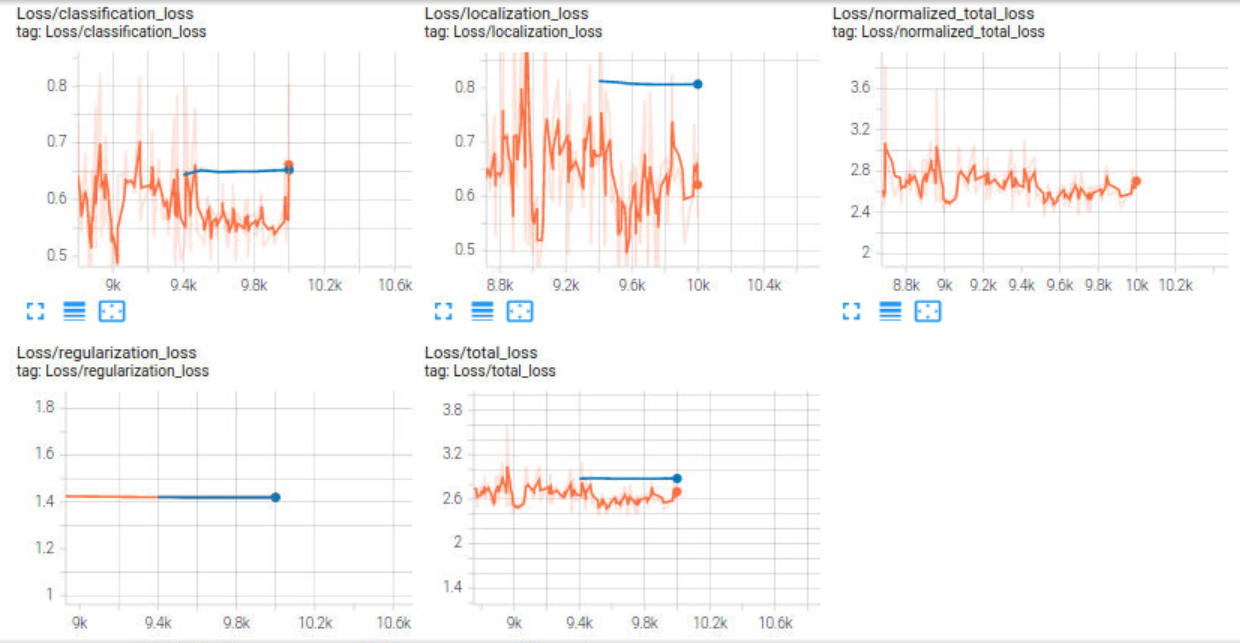 Loss/classification_loss
tag: Loss/classification_loss
0.8
0.7
0.6
0.5
9k 9.4k 9.8k 10.2k 10.6k
Loss/localization_loss
tag: Loss/localization_loss
0.8
0.7
0.6
0.5
8.8k 9.2k 9.6k 10k 10.4k
Loss/normalized_total_loss
tag: Loss/normalized_total_loss
3.6
3.2
2.8
2.4
2
8.8k 9k 9.2k 9.4k 9.6k 9.8k 10k 10.2k
Loss/regularization_loss
tag: Loss/regularization_loss
1.8
1.6
1.4
1.2
1
9k 9.4k 9.8k 10.2k 10.6k
Loss/total_loss
tag: Loss/total_loss
3.8
3.2
2.6
2
1.4
9k 9.4k 9.8k 10.2k 10.6k